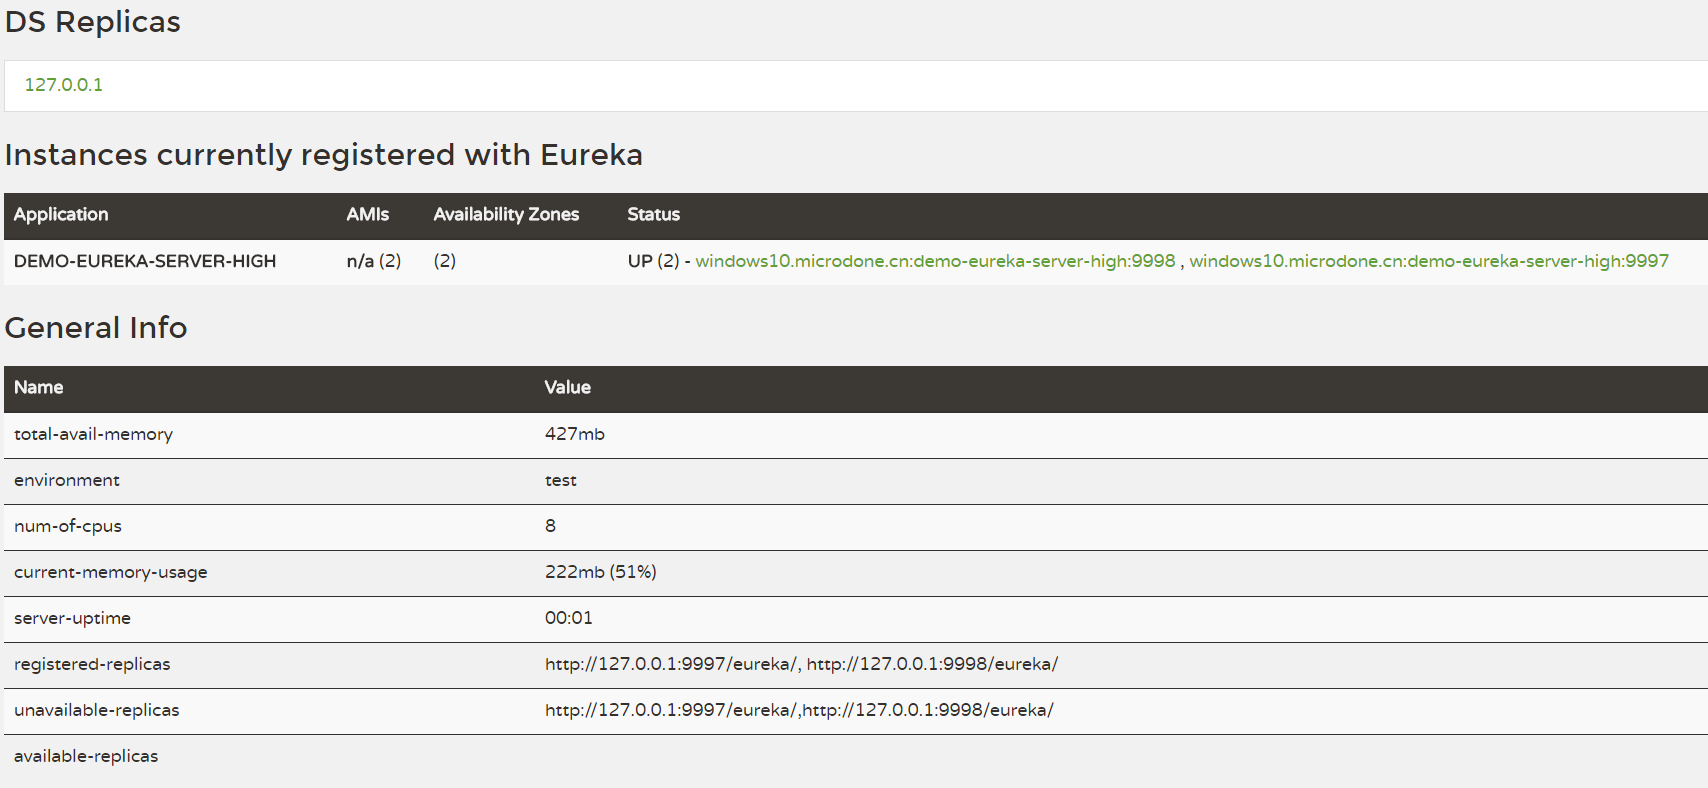 DS Replicas
127.0.0.1
Instances currently registered with Eureka
Application AMIs Availability Zones Status
DEMO-EUREKA-SERVER-HIGH n/a (2) (2) UP (2) - windows10.microdone.cn:demo-eureka-server-high:9998 , windows10.microdone.cn:demo-eureka-server-high:9997
General Info
Name Value
total-avail-memory 427mb
environment test
num-of-cpus 8
current-memory-usage 222mb (51%)
server-uptime 00:01
registered-replicas http://127.0.0.1:9997/eureka/, http://127.0.0.1:9998/eureka/
unavailable-replicas http://127.0.0.1:9997/eureka/,http://127.0.0.1:9998/eureka/
available-replicas